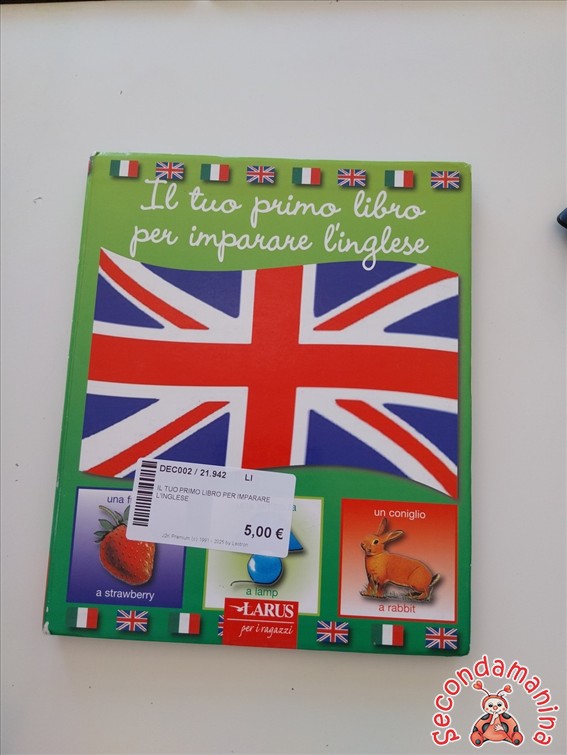 Il tuo primo libro
per imparare l'inglese
DEC002 / 21.942 LI
IL TUO PRIMO LIBRO PER IMPARARE
L'INGLESE
5,00 €
una
a strawberry
a lamp
un coniglio
a rabbit
LARUS
per i ragazzi
Secondamanina